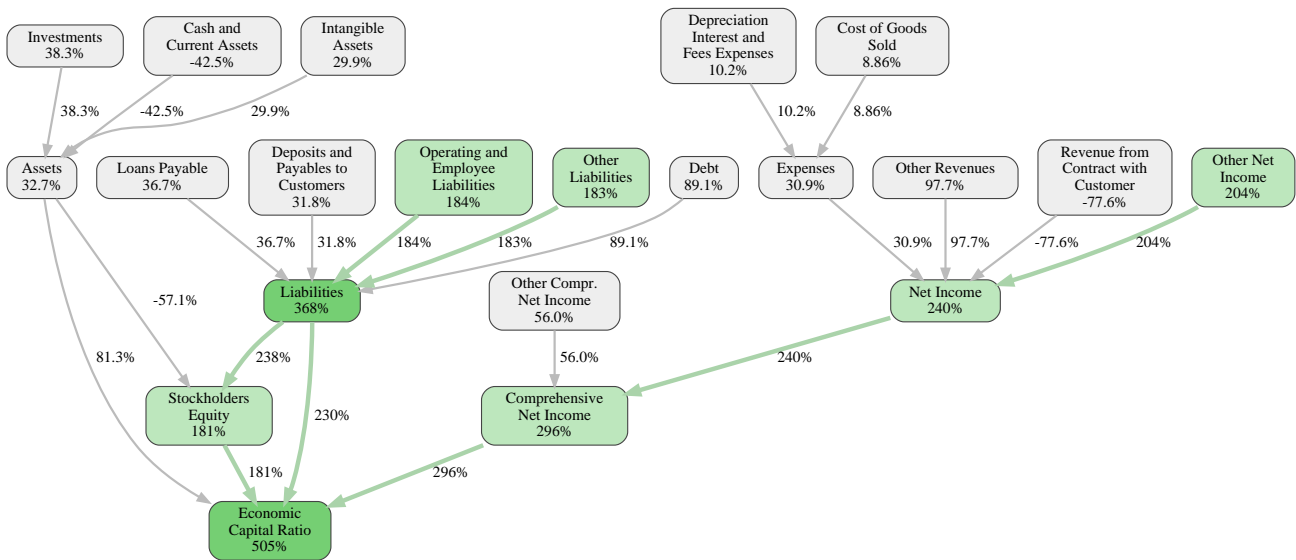 Investments
38.3%
Cash and
Current Assets
-42.5%
Intangible
Assets
29.9%
Depreciation
Interest and
Fees Expenses
10.2%
Cost of Goods
Sold
8.86%
38.3%
-42.5%
29.9%
10.2%
8.86%
Assets
32.7%
Loans Payable
36.7%
Deposits and
Payables to
Customers
31.8%
Operating and
Employee
Liabilities
184%
Other
Liabilities
183%
Debt
89.1%
Expenses
30.9%
Other Revenues
97.7%
Revenue from
Contract with
Customer
-77.6%
Other Net
Income
204%
36.7%
31.8%
184%
183%
89.1%
30.9%
97.7%
-77.6%
204%
-57.1%
Liabilities
368%
Other Compr.
Net Income
56.0%
Net Income
240%
81.3%
238%
56.0%
240%
Stockholders
Equity
181%
230%
Comprehensive
Net Income
296%
181%
296%
Economic
Capital Ratio
505%